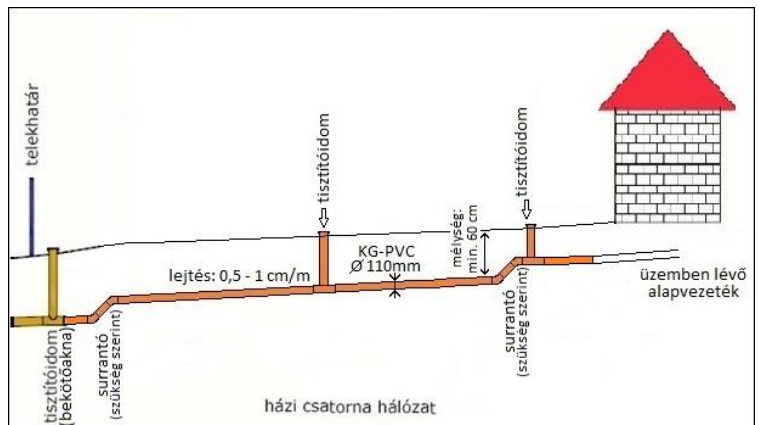 telekhatár
tisztítóidom
tisztítóidom
mélység:
min. 60 cm
KG-PVC
Ø 110mm
lejtés: 0,5 - 1 cm/m
üzemben lévő
alapvezeték
tisztítóidom
(bekötőakna)
surrantó
(szükség szerint)
surrantó
(szükség szerint)
házi csatorna hálózat